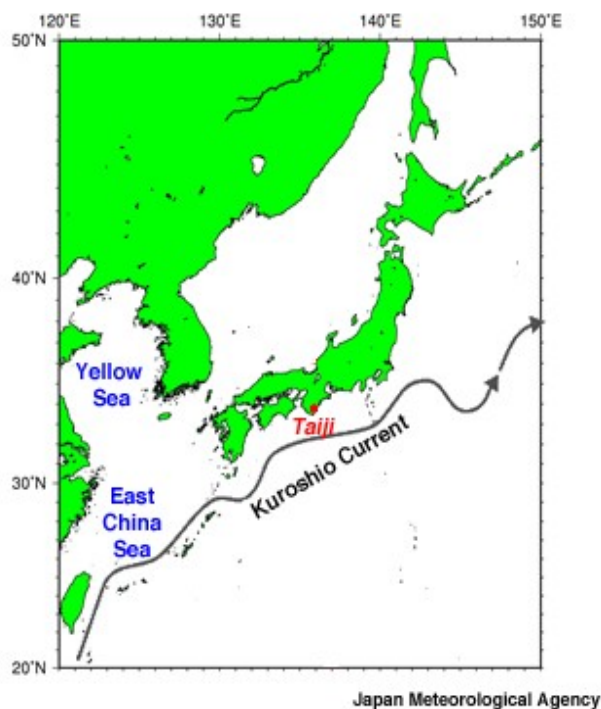 120°E 130°E 140°E 150°E
50°N
40°N
Yellow
Sea
Taiji
Kuroshio Current
30°N
East
China
Sea
20°N
Japan Meteorological Agency